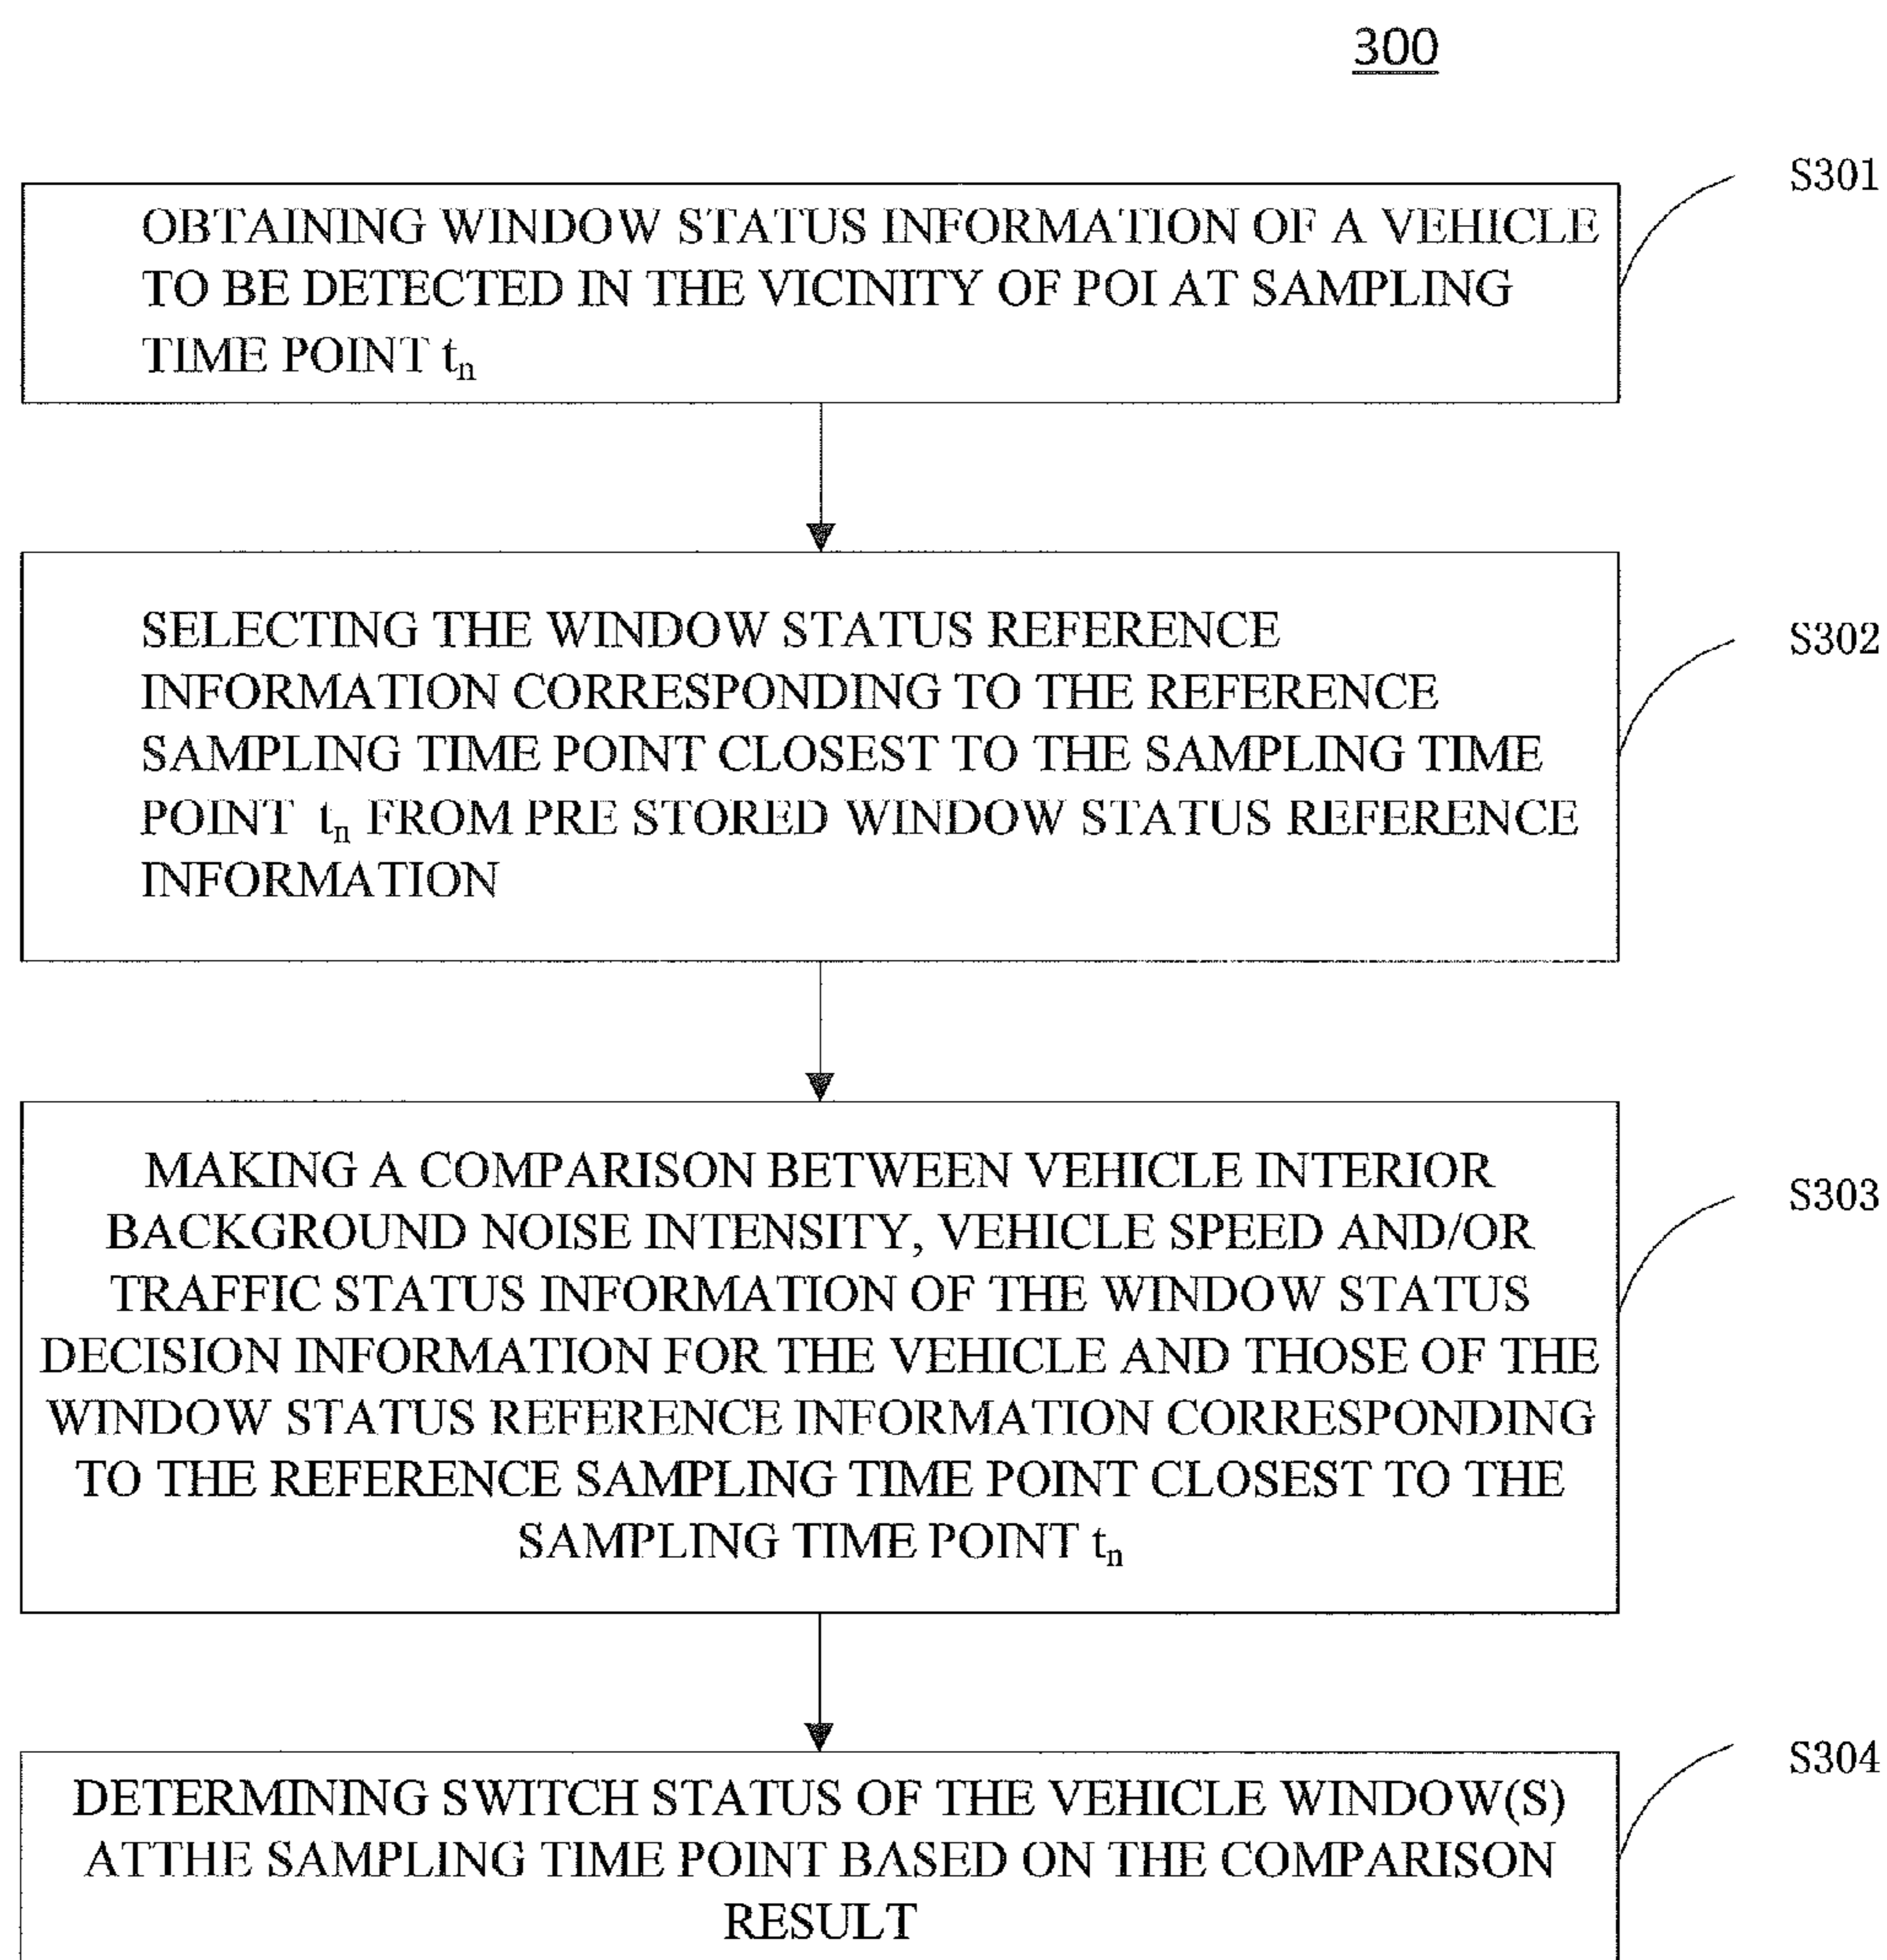 300
S301
OBTAINING WINDOW STATUS INFORMATION OF A VEHICLE
TO BE DETECTED IN THE VICINITY OF POI AT SAMPLING
TIME POINT tn
S302
SELECTING THE WINDOW STATUS REFERENCE
INFORMATION CORRESPONDING TO THE REFERENCE
SAMPLING TIME POINT CLOSEST TO THE SAMPLING TIME
POINT tn FROM PRE STORED WINDOW STATUS REFERENCE
INFORMATION
S303
MAKING A COMPARISON BETWEEN VEHICLE INTERIOR
BACKGROUND NOISE INTENSITY, VEHICLE SPEED AND/OR
TRAFFIC STATUS INFORMATION OF THE WINDOW STATUS
DECISION INFORMATION FOR THE VEHICLE AND THOSE OF THE
WINDOW STATUS REFERENCE INFORMATION CORRESPONDING
TO THE REFERENCE SAMPLING TIME POINT CLOSEST TO THE
SAMPLING TIME POINT tn
S304
DETERMINING SWITCH STATUS OF THE VEHICLE WINDOW(S)
ATTHE SAMPLING TIME POINT BASED ON THE COMPARISON
RESULT